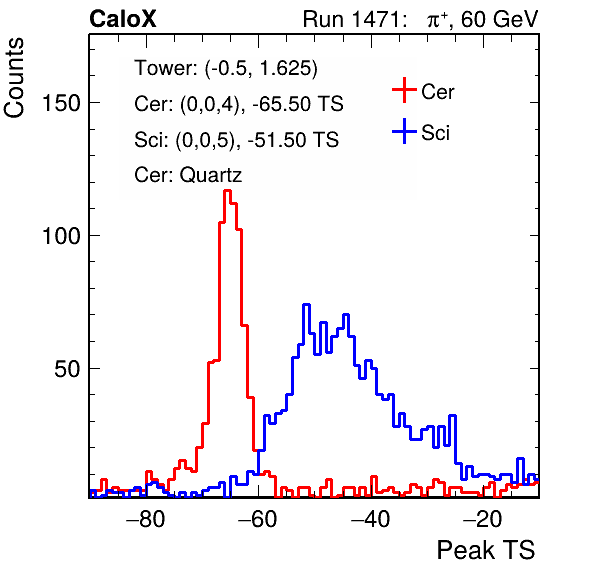 CaloX Run 1471: π⁺, 60 GeV
Counts
Tower: (-0.5, 1.625)
Cer: (0,0,4), -65.50 TS
Sci: (0,0,5), -51.50 TS
Cer: Quartz
Cer
Sci
150
100
50
−80 −60 −40 −20
Peak TS